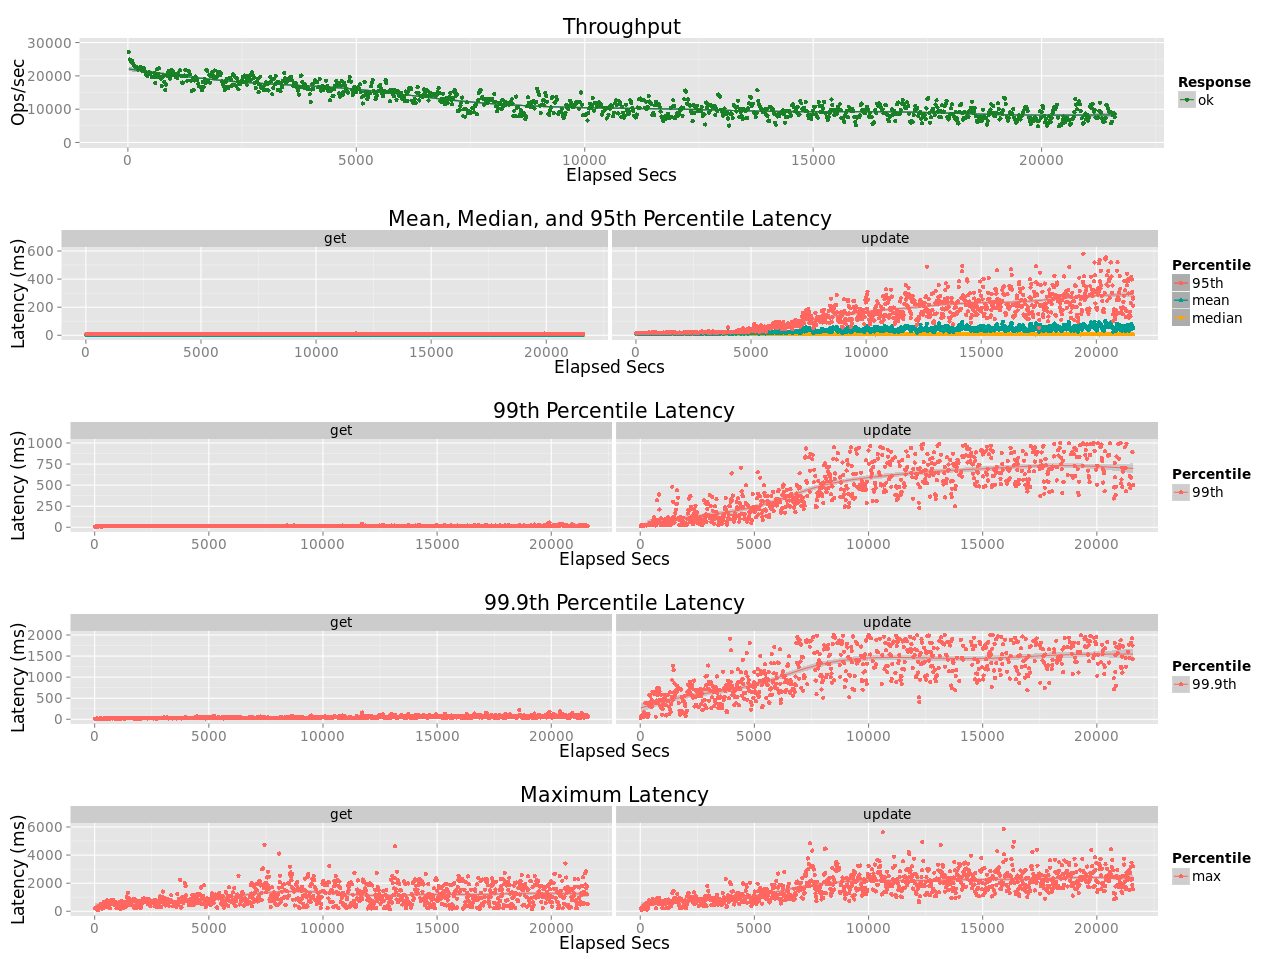 Throughput
Ops/sec
30000
20000
10000
0
0 5000 10000 15000 20000
Elapsed Secs
Response
ok
Mean, Median, and 95th Percentile Latency
get update
Latency (ms)
600
400
200
0
0 5000 10000 15000 20000 0 5000 10000 15000 20000
Elapsed Secs
Percentile
95th
mean
median
99th Percentile Latency
get update
Latency (ms)
1000
750
500
250
0
0 5000 10000 15000 20000 0 5000 10000 15000 20000
Elapsed Secs
Percentile
99th
99.9th Percentile Latency
get update
Latency (ms)
2000
1500
1000
500
0
0 5000 10000 15000 20000 0 5000 10000 15000 20000
Elapsed Secs
Percentile
99.9th
Maximum Latency
get update
Latency (ms)
6000
4000
2000
0
0 5000 10000 15000 20000 0 5000 10000 15000 20000
Elapsed Secs
Percentile
max